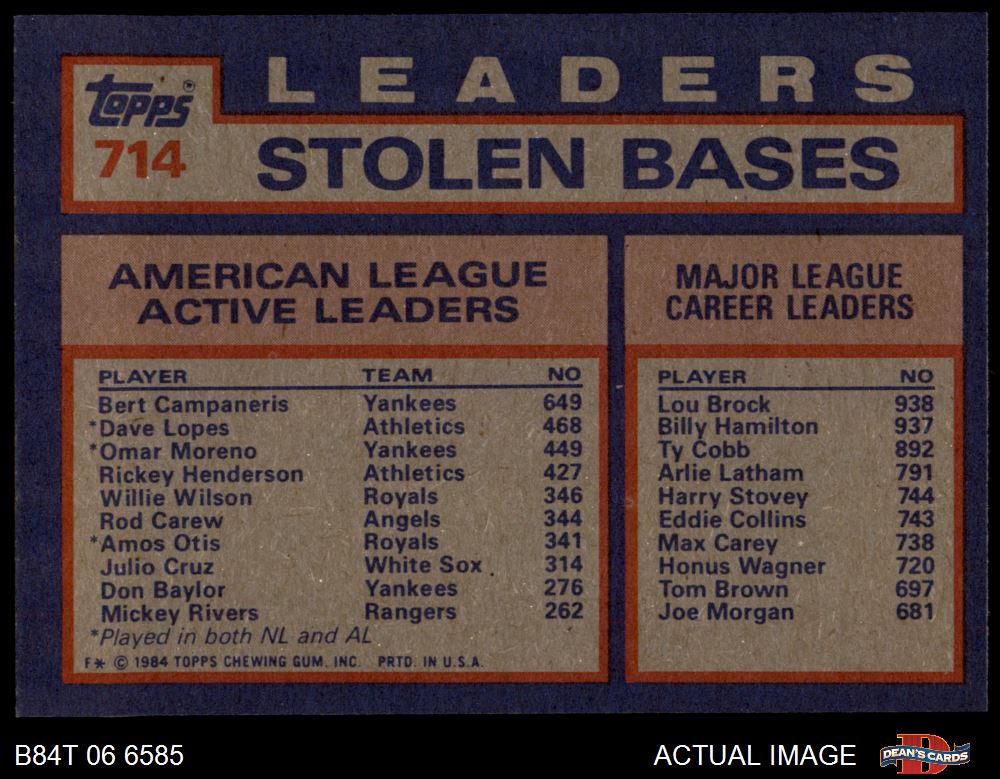 LEADERS
Topps
714
STOLEN BASES
AMERICAN LEAGUE
ACTIVE LEADERS
PLAYER TEAM NO
Bert Campaneris Yankees 649
*Dave Lopes Athletics 468
*Omar Moreno Yankees 449
Rickey Henderson Athletics 427
Willie Wilson Royals 346
Rod Carew Angels 344
*Amos Otis Royals 341
Julio Cruz White Sox 314
Don Baylor Yankees 276
Mickey Rivers Rangers 262
*Played in both NL and AL
F* © 1984 TOPPS CHEWING GUM, INC. PRTD. IN U.S.A.
MAJOR LEAGUE
CAREER LEADERS
PLAYER NO
Lou Brock 938
Billy Hamilton 937
Ty Cobb 892
Arlie Latham 791
Harry Stovey 744
Eddie Collins 743
Max Carey 738
Honus Wagner 720
Tom Brown 697
Joe Morgan 681
B84T 06 6585
ACTUAL IMAGE
DEAN'S CARDS